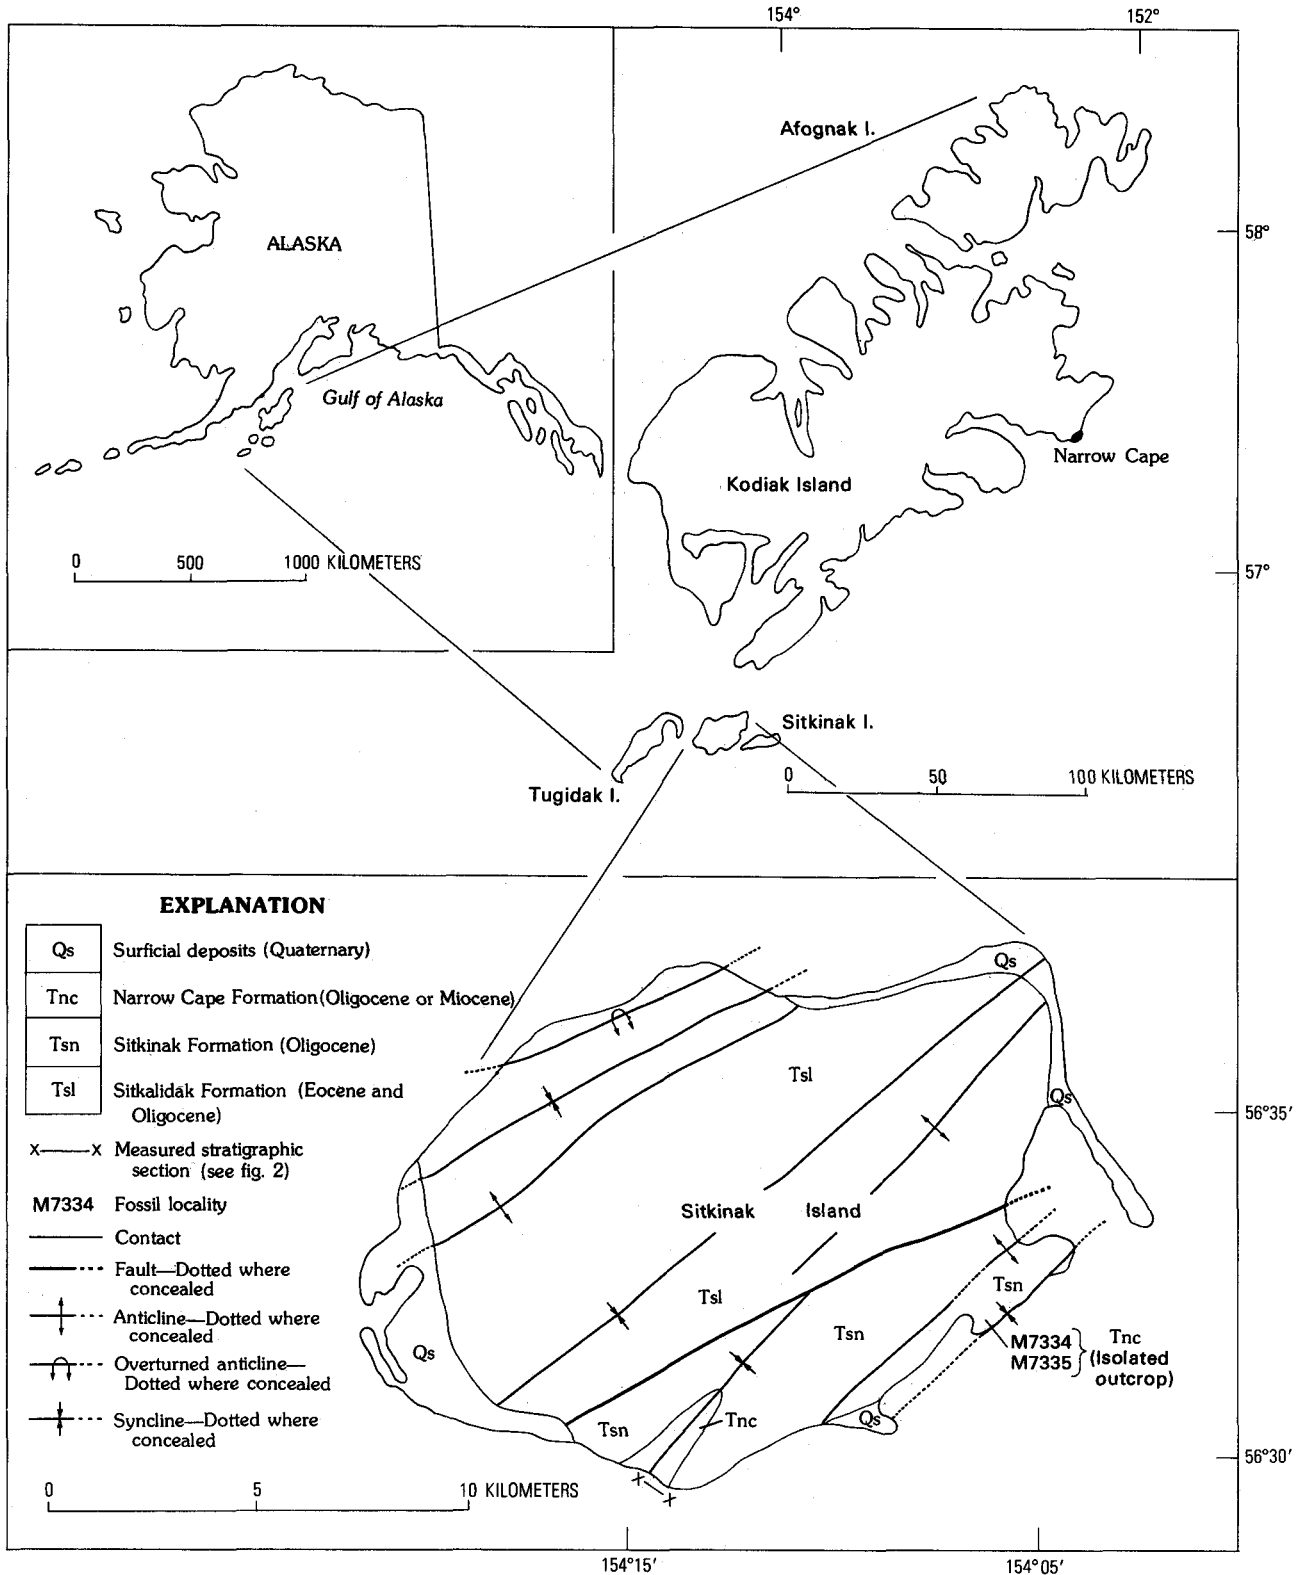 154°
152°
Afognak I.
ALASKA
58°
Gulf of Alaska
Narrow Cape
Kodiak Island
0 500 1000 KILOMETERS
57°
Sitkinak I.
0 50 100 KILOMETERS
Tugidak I.
EXPLANATION
Qs Surficial deposits (Quaternary)
Tnc Narrow Cape Formation (Oligocene or Miocene)
Tsn Sitkinak Formation (Oligocene)
Tsl Sitkalidak Formation (Eocene and
Oligocene)
X X Measured stratigraphic
section (see fig. 2)
M7334 Fossil locality
Contact
Fault—Dotted where
concealed
Anticline—Dotted where
concealed
Overturned anticline—
Dotted where concealed
Syncline—Dotted where
concealed
0 5 10 KILOMETERS
Qs
Tsl
Qs
56°35′
Sitkinak Island
Tsl
Tsn
Tsn
Qs
M7334
M7335
Tnc
(Isolated
outcrop)
Tsn
Tnc
Qs
56°30′
X
X
154°15′
154°05′